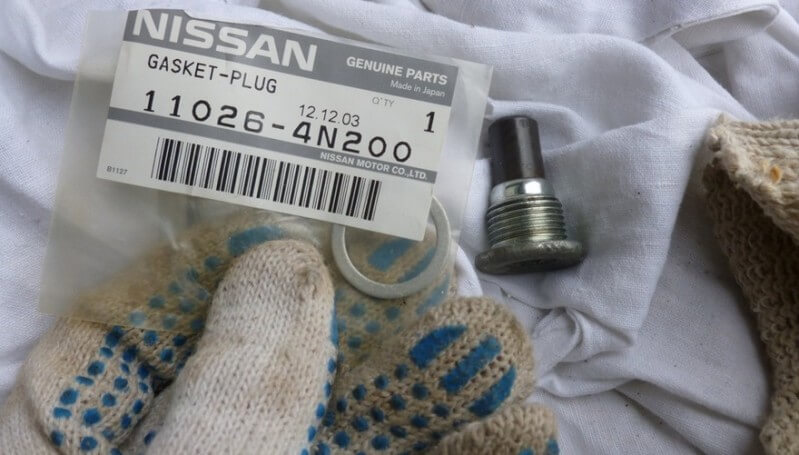 NISSAN GENUINE PARTS
Made in Japan
GASKET-PLUG
12.12.03 Q'TY 1
11026-4N200
NISSAN MOTOR CO.,LTD.
B1127